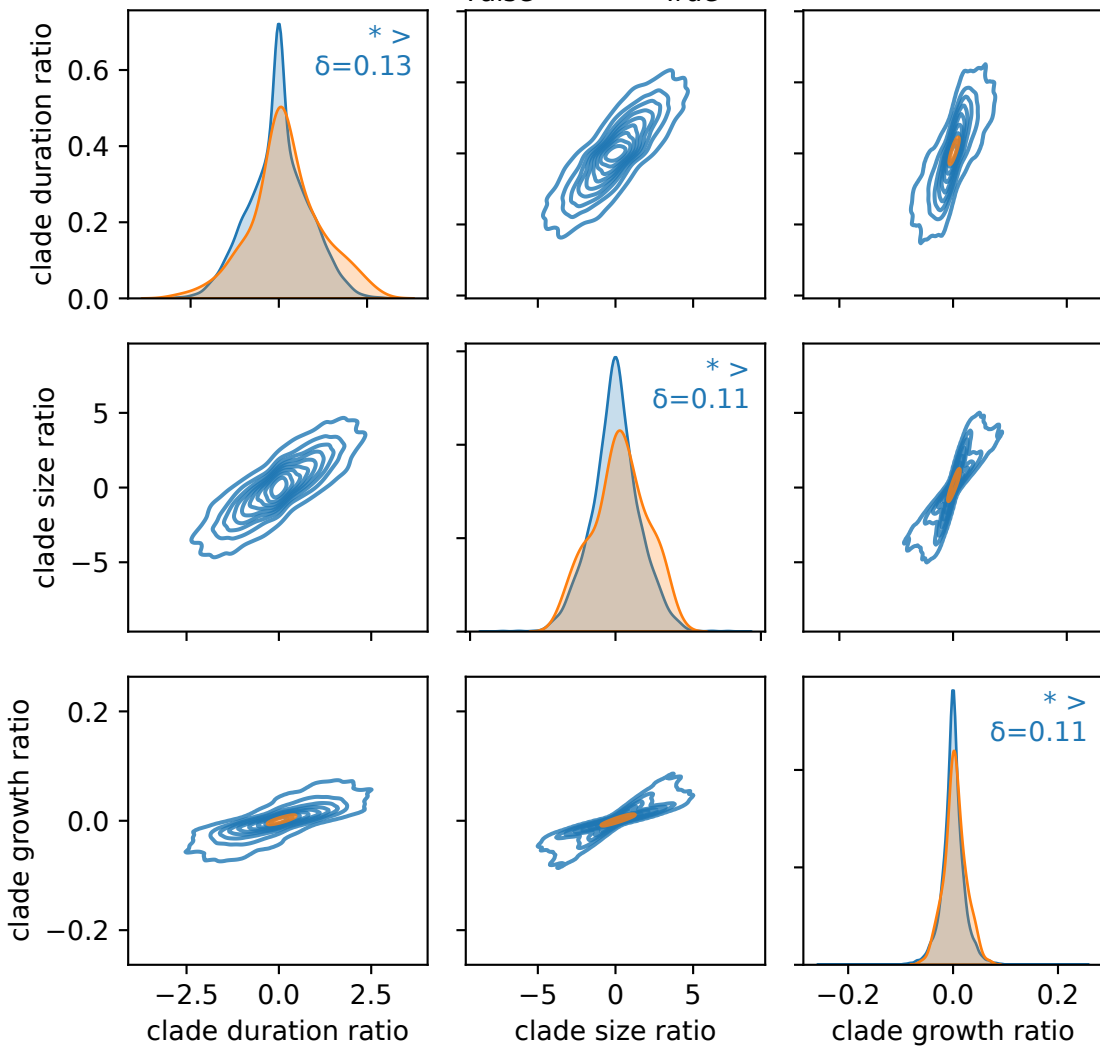 clade duration ratio
0.6
0.4
0.2
0.0
* >
δ=0.13
clade size ratio
5
0
−5
* >
δ=0.11
clade growth ratio
0.2
0.0
−0.2
* >
δ=0.11
−2.5 0.0 2.5
−5 0 5
−0.2 0.0 0.2
clade duration ratio
clade size ratio
clade growth ratio